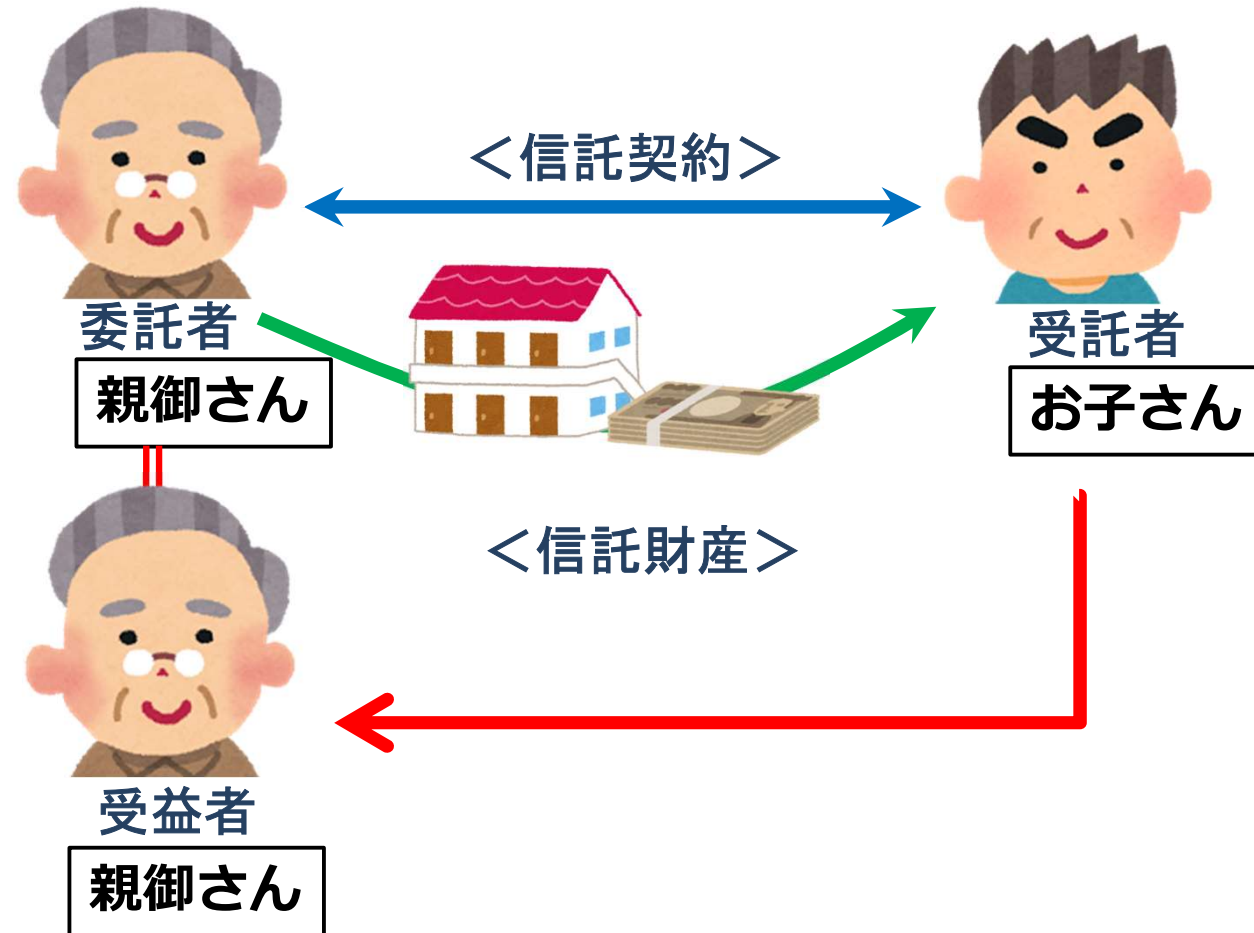 <信託契約>
委託者
親御さん
受託者
お子さん
<信託財産>
受益者
親御さん